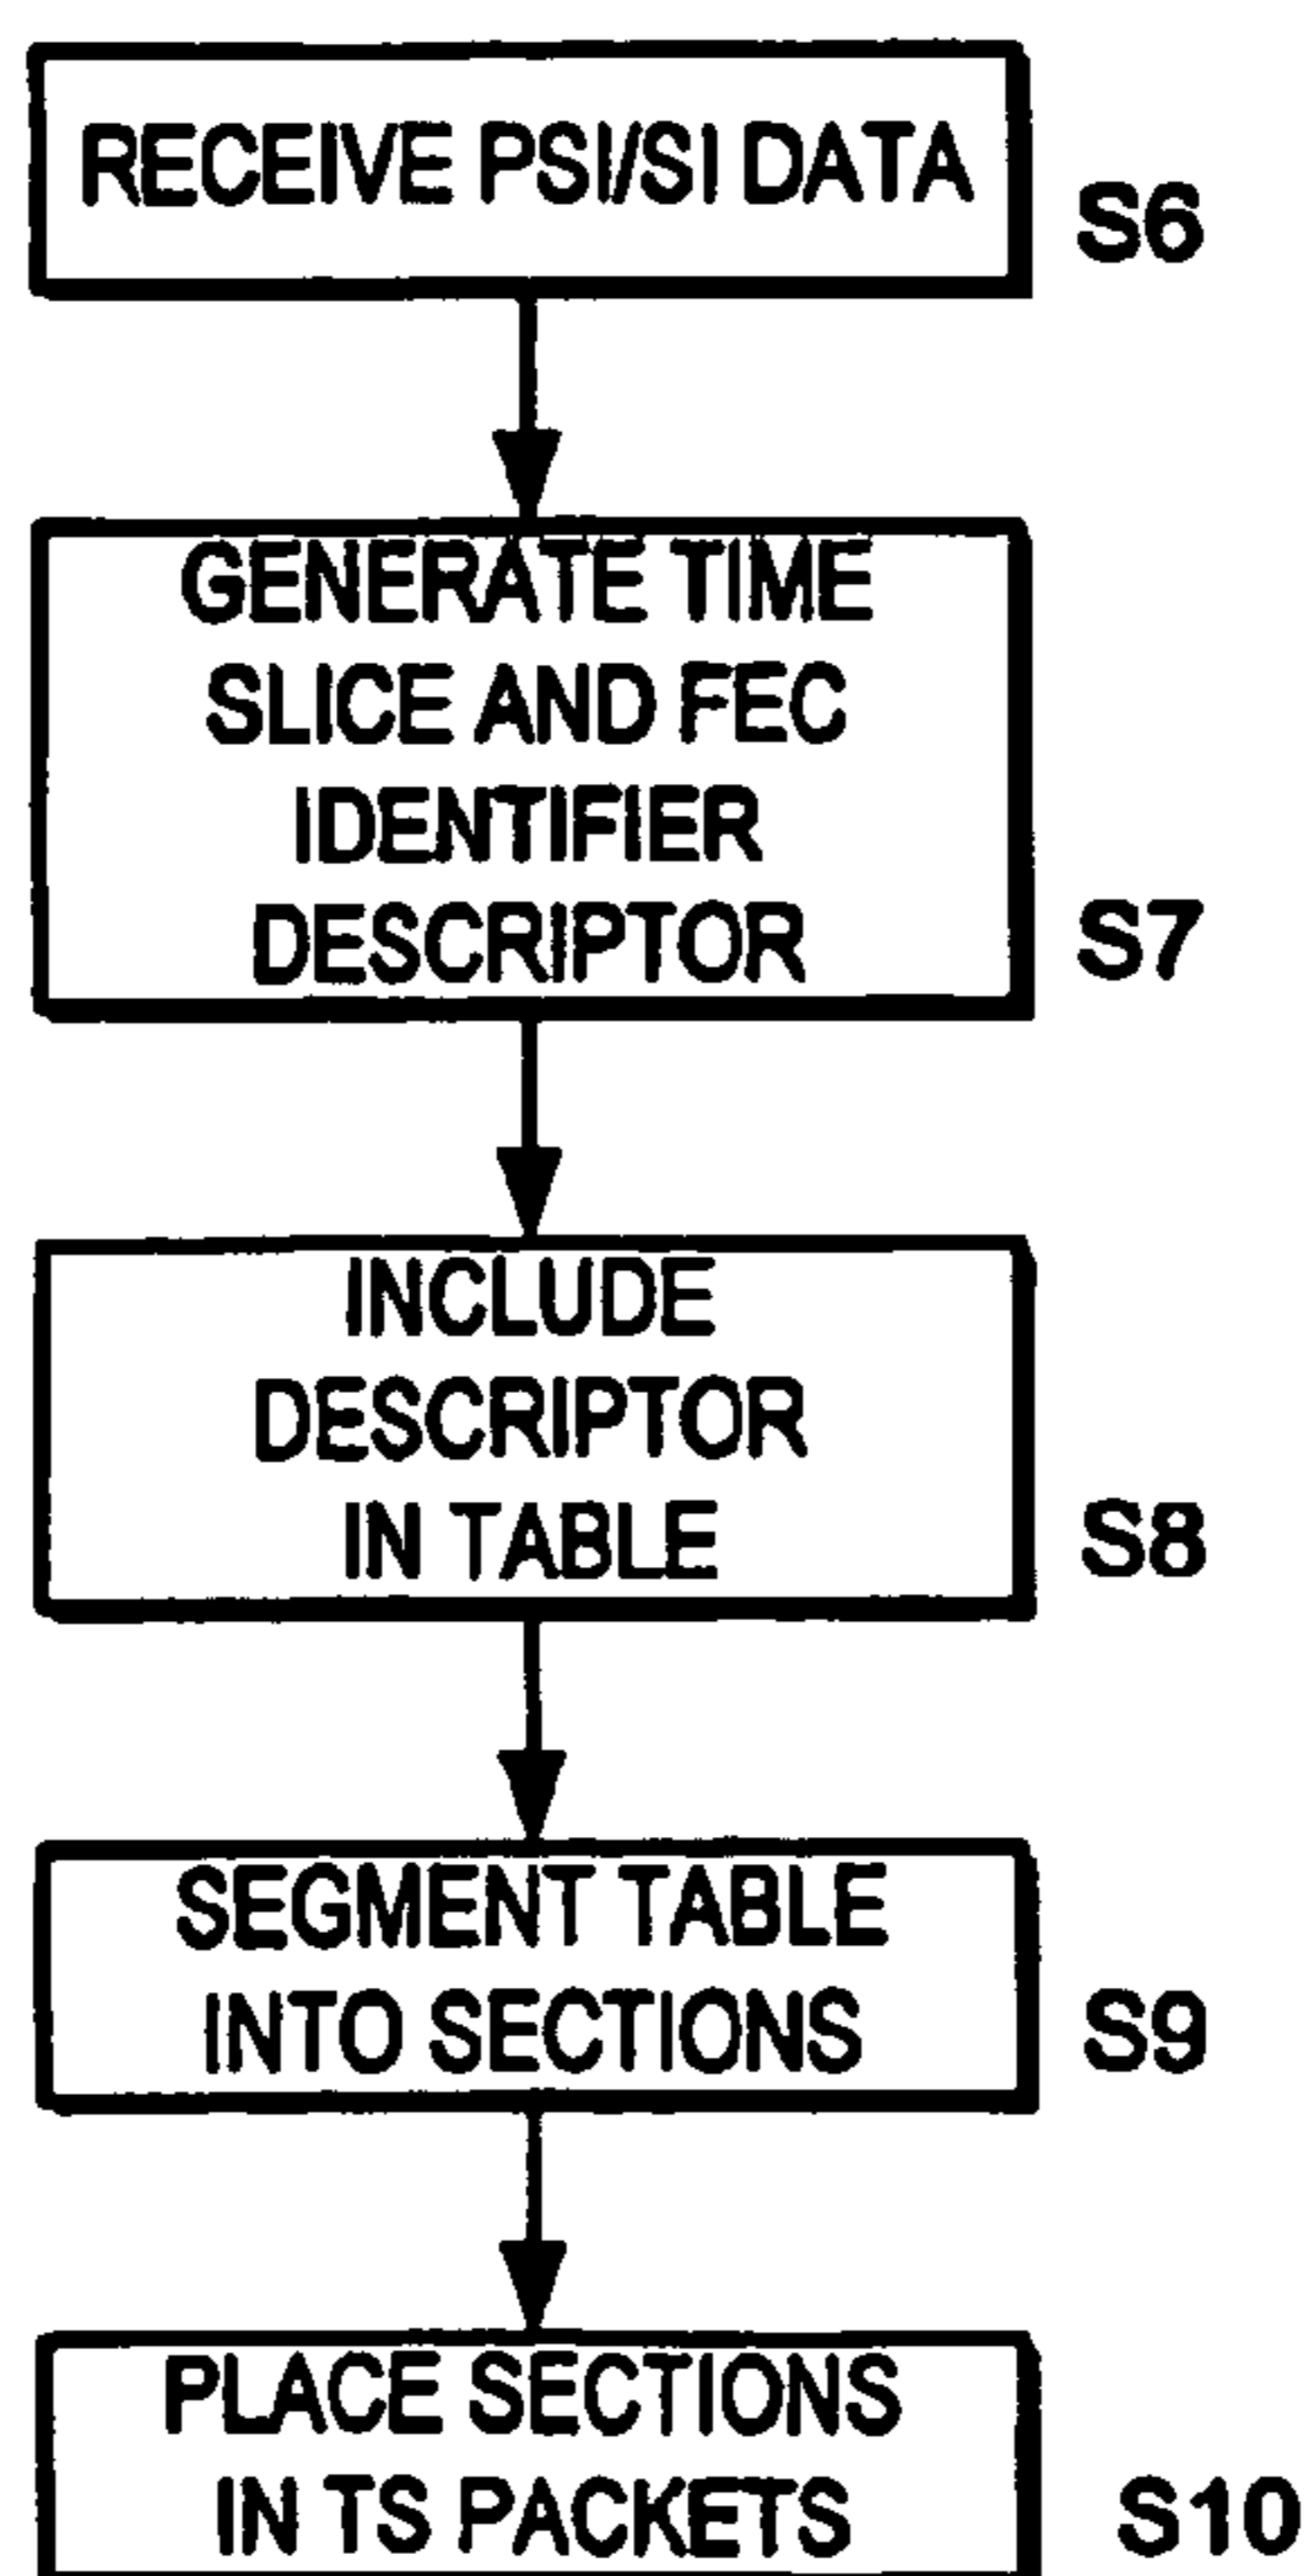 RECEIVE PSI/SI DATA
S6
GENERATE TIME
SLICE AND FEC
IDENTIFIER
DESCRIPTOR
S7
INCLUDE
DESCRIPTOR
IN TABLE
S8
SEGMENT TABLE
INTO SECTIONS
S9
PLACE SECTIONS
IN TS PACKETS
S10